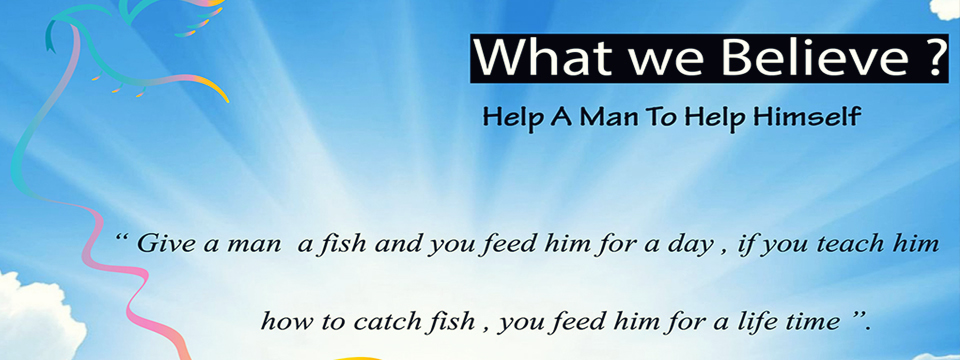 What we Believe ?
Help A Man To Help Himself
“ Give a man a fish and you feed him for a day , if you teach him
how to catch fish , you feed him for a life time ”.